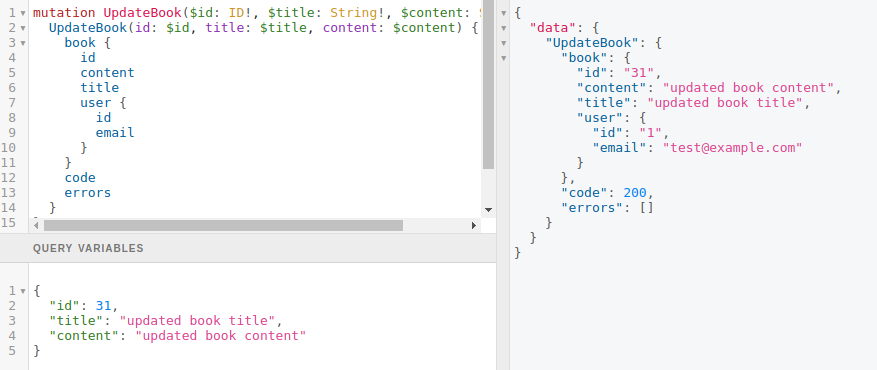 1 mutation UpdateBook($id: ID!, $title: String!, $content:
2 UpdateBook(id: $id, title: $title, content: $content) {
3 book {
4 id
5 content
6 title
7 user {
8 id
9 email
10 }
11 }
12 code
13 errors
14 }
15
QUERY VARIABLES
1 {
2 "id": 31,
3 "title": "updated book title",
4 "content": "updated book content"
5 }
{
"data": {
"UpdateBook": {
"book": {
"id": "31",
"content": "updated book content",
"title": "updated book title",
"user": {
"id": "1",
"email": "test@example.com"
}
},
"code": 200,
"errors": []
}
}
}